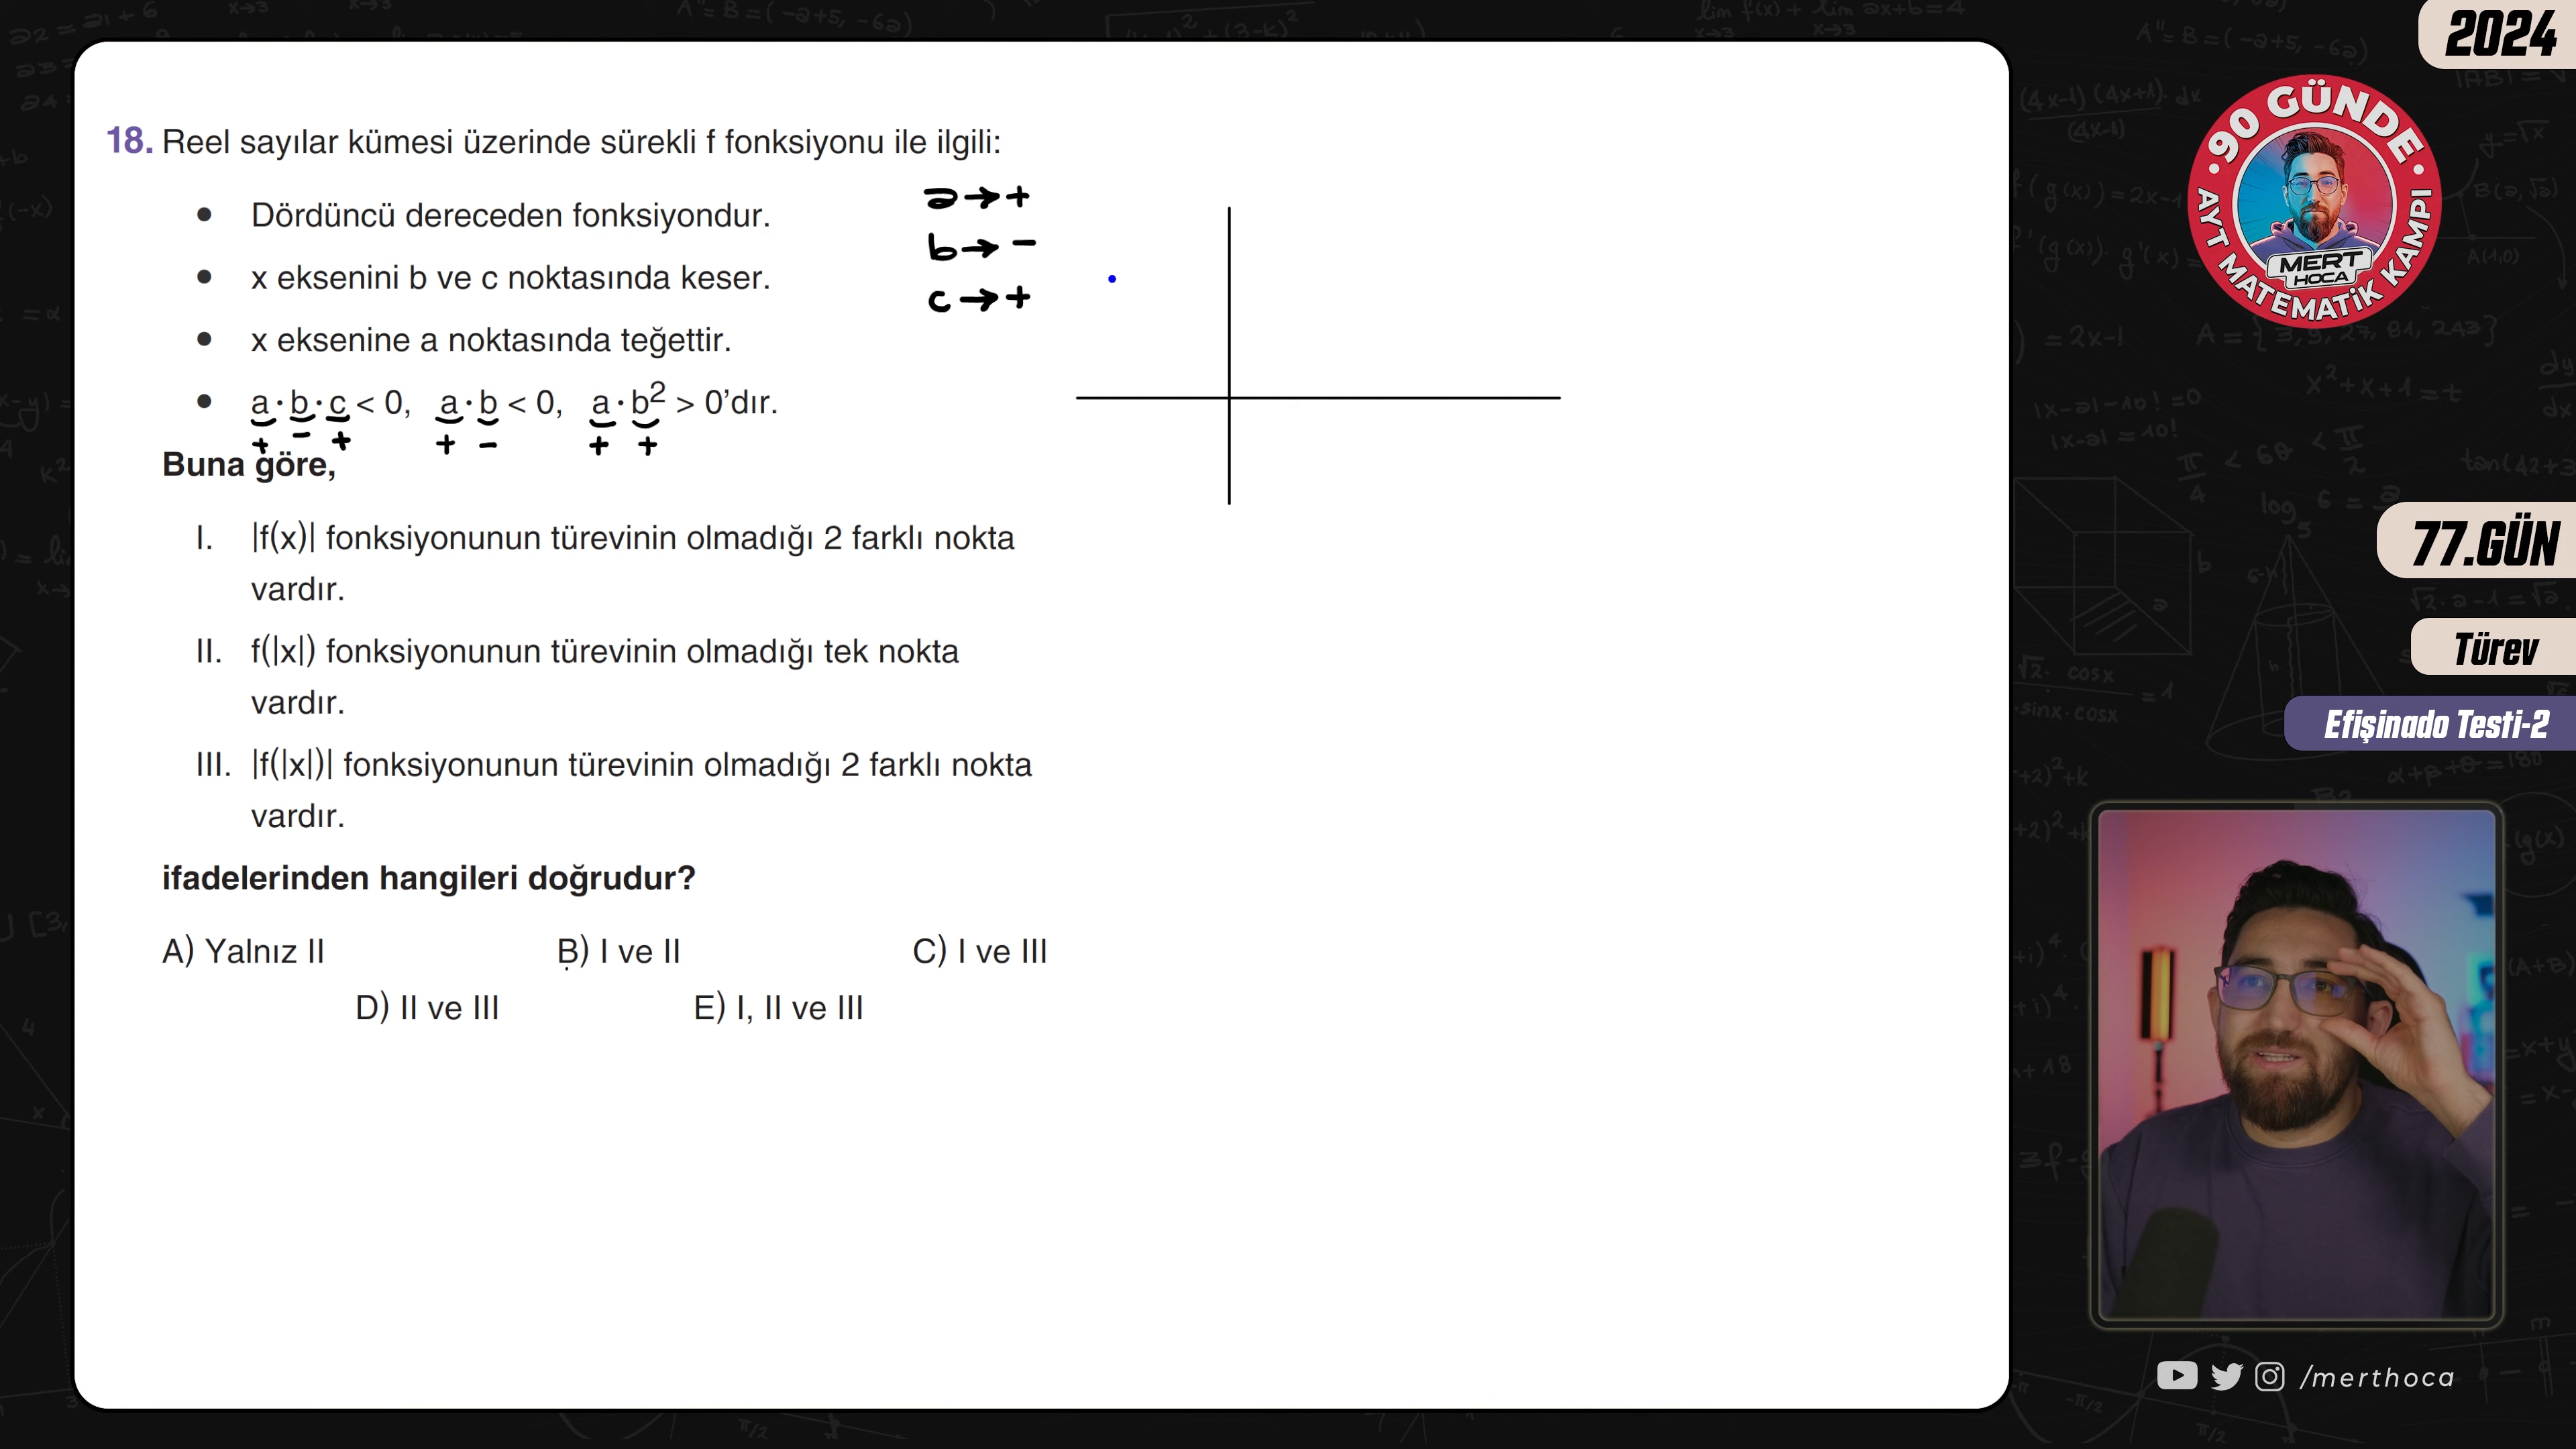 2024
90 GÜNDE
AYT MATEMATİK KAMPI
MERT
HOCA
18. Reel sayılar kümesi üzerinde sürekli f fonksiyonu ile ilgili:
• Dördüncü dereceden fonksiyondur.
• x eksenini b ve c noktasında keser.
• x eksenine a noktasında teğettir.
• a·b·c < 0, a·b < 0, a·b² > 0'dır.
+ - + + - + +
a → +
b → -
c → +
Buna göre,
I. |f(x)| fonksiyonunun türevinin olmadığı 2 farklı nokta
vardır.
II. f(|x|) fonksiyonunun türevinin olmadığı tek nokta
vardır.
III. |f(|x|)| fonksiyonunun türevinin olmadığı 2 farklı nokta
vardır.
ifadelerinden hangileri doğrudur?
A) Yalnız II B) I ve II C) I ve III
D) II ve III E) I, II ve III
77.GÜN
Türev
Efişinado Testi-2
/merthoca